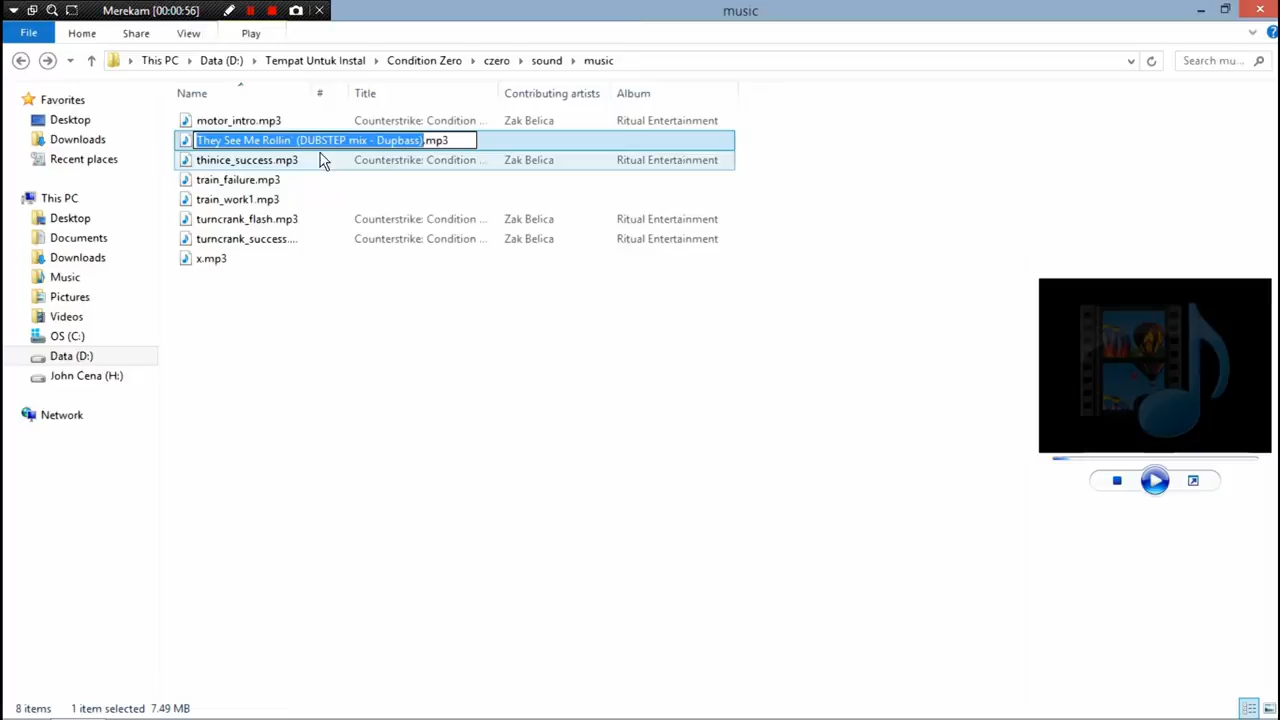 Merekam [00:00:56]
music
File Home Share View Play
This PC Data (D:) Tempat Untuk Instal Condition Zero czero sound music Search mu...
Name # Title Contributing artists Album
motor_intro.mp3 Counterstrike: Condition ... Zak Belica Ritual Entertainment
They See Me Rollin` (DUBSTEP mix - Dupbass).mp3
thinice_success.mp3 Counterstrike: Condition ... Zak Belica Ritual Entertainment
train_failure.mp3
train_work1.mp3
turncrank_flash.mp3 Counterstrike: Condition ... Zak Belica Ritual Entertainment
turncrank_success.... Counterstrike: Condition ... Zak Belica Ritual Entertainment
x.mp3
Favorites
Desktop
Downloads
Recent places
This PC
Desktop
Documents
Downloads
Music
Pictures
Videos
OS (C:)
Data (D:)
John Cena (H:)
Network
8 items 1 item selected 7.49 MB